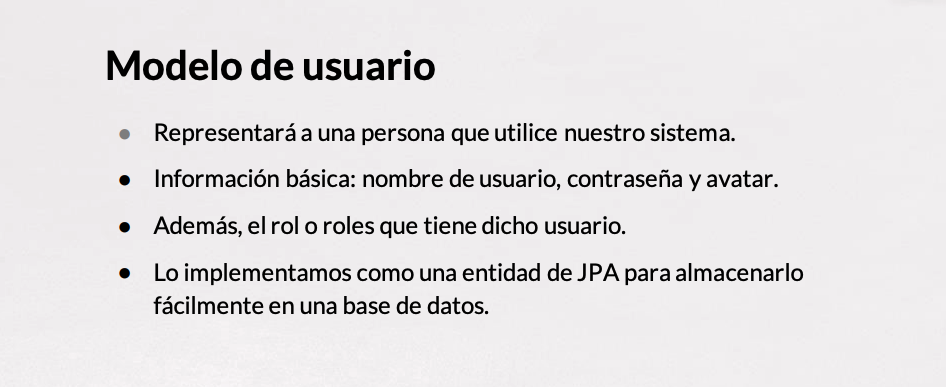 Modelo de usuario
● Representará a una persona que utilice nuestro sistema.
● Información básica: nombre de usuario, contraseña y avatar.
● Además, el rol o roles que tiene dicho usuario.
● Lo implementamos como una entidad de JPA para almacenarlo
fácilmente en una base de datos.